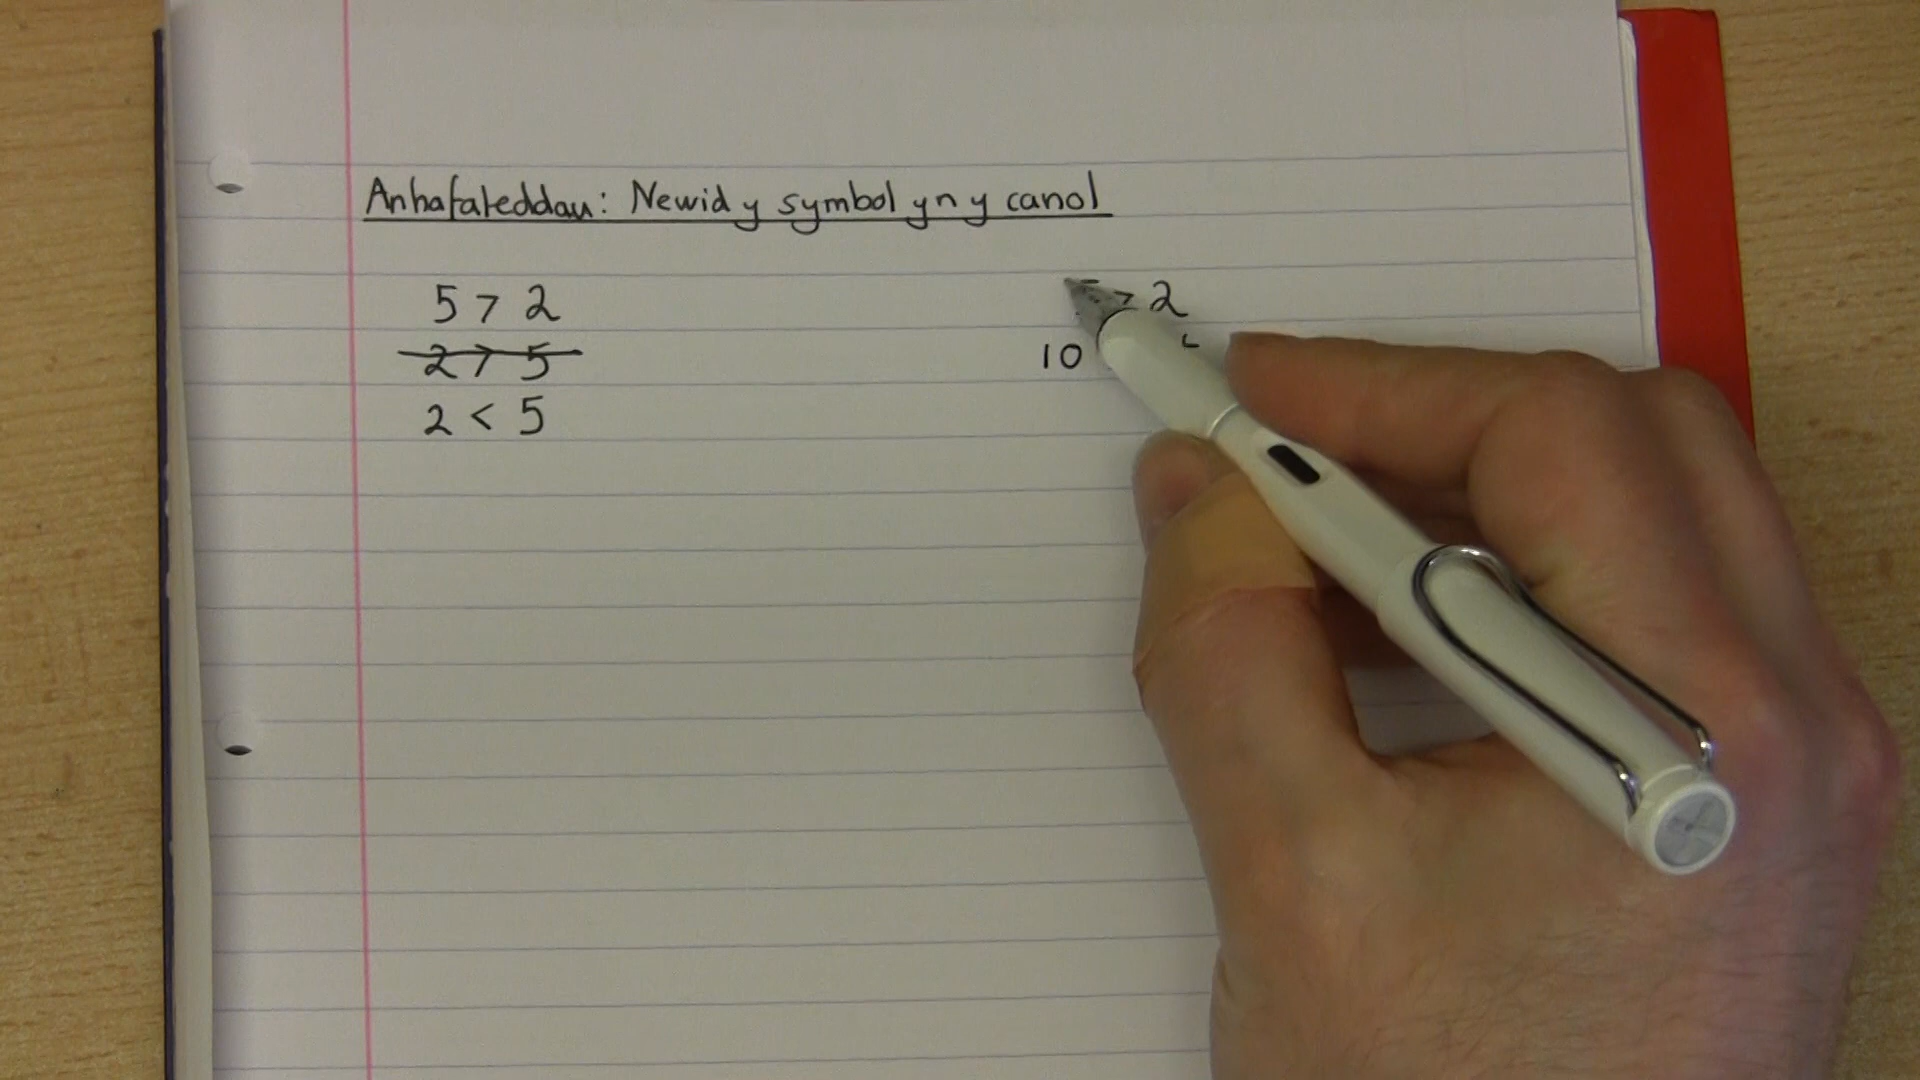 Anhafaleddau: Newid y symbol yn y canol
5 > 2
2 > 5
2 < 5
> 2
10